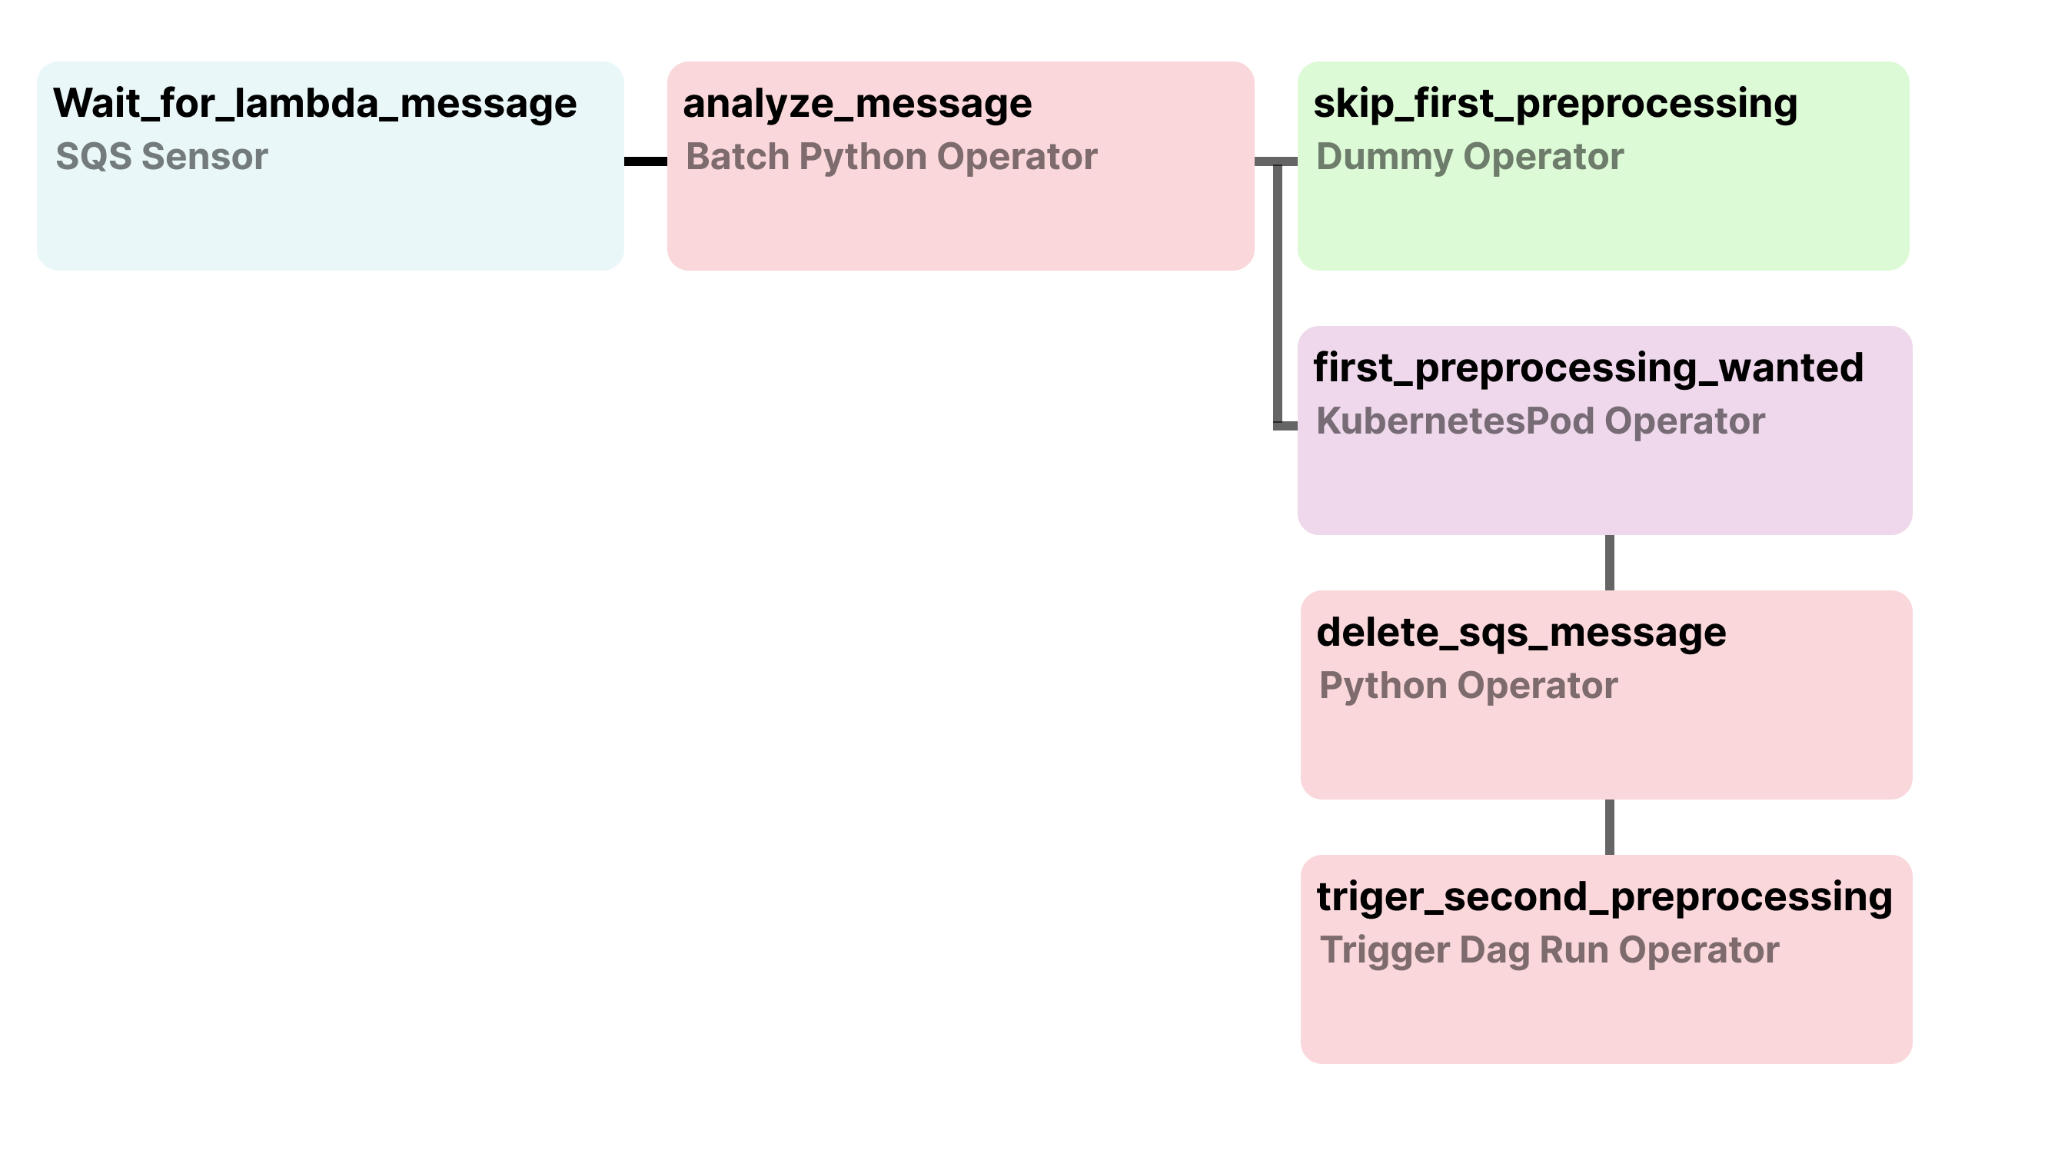 Wait_for_lambda_message
SQS Sensor
analyze_message
Batch Python Operator
skip_first_preprocessing
Dummy Operator
first_preprocessing_wanted
KubernetesPod Operator
delete_sqs_message
Python Operator
triger_second_preprocessing
Trigger Dag Run Operator